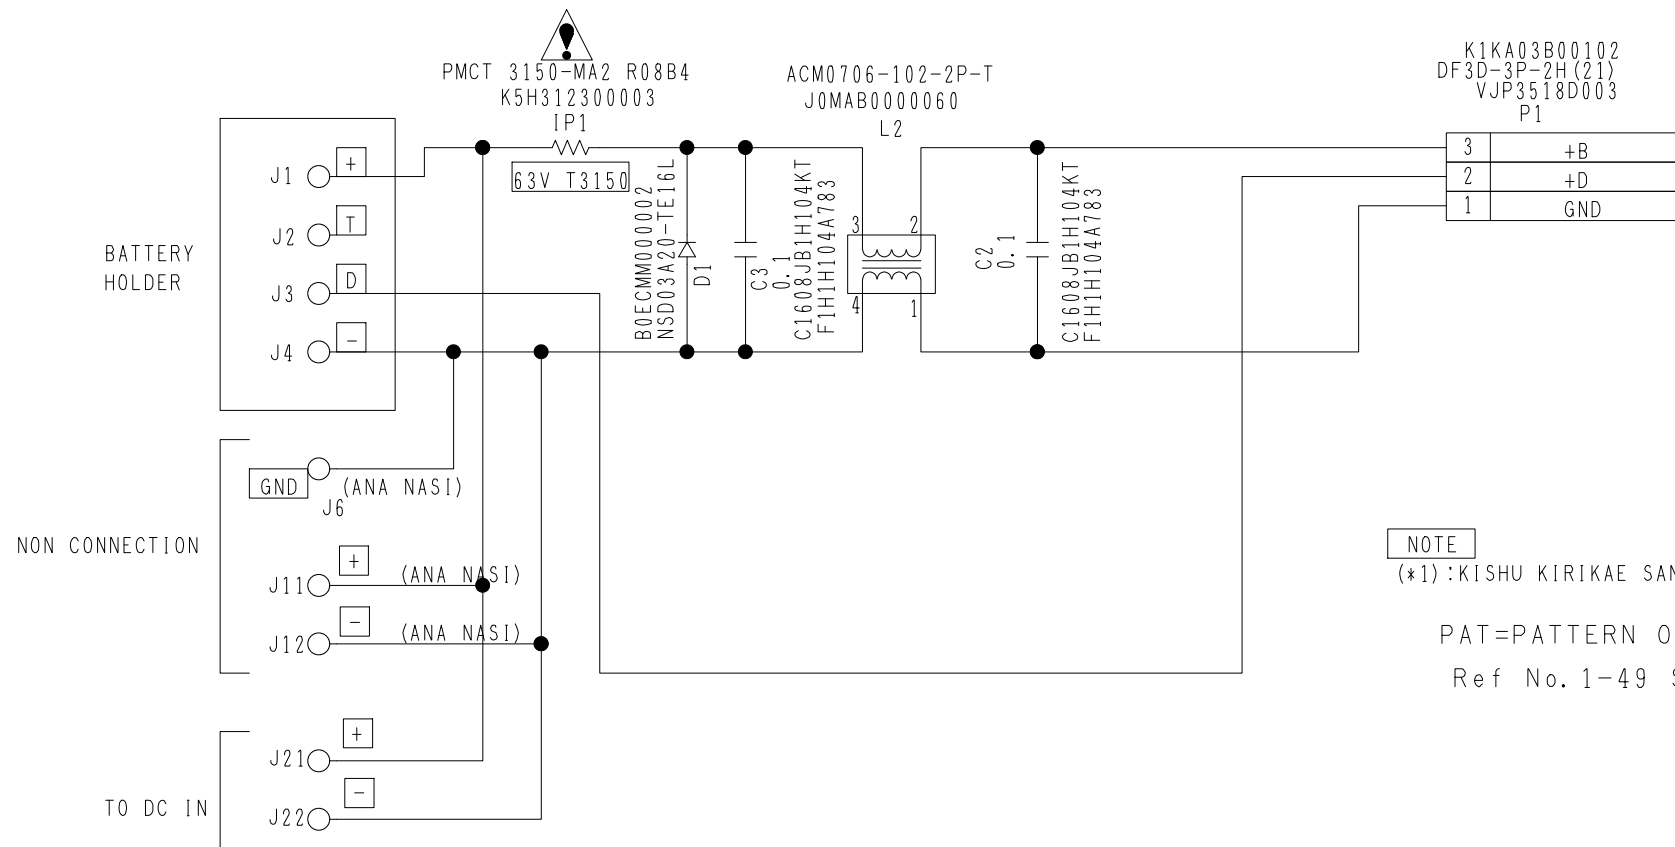 PMCT 3150-MA2 R08B4
K5H312300003
IP1
63V T3150
ACM0706-102-2P-T
J0MAB0000060
L2
K1KA03B00102
DF3D-3P-2H(21)
VJP3518D003
P1
3 +B
2 +D
1 GND
BATTERY
HOLDER
J1 +
J2 T
J3 D
J4 -
B0ECMM000002
NSD03A20-TE16L
D1
C3
0.1
C1608JB1H104KT
F1H1H104A783
3 2
4 1
C2
0.1
C1608JB1H104KT
F1H1H104A783
NON CONNECTION
GND
(ANA NASI)
J6
J11 +
(ANA NASI)
J12 -
(ANA NASI)
TO DC IN
J21 +
J22 -
NOTE
(*1):KISHU KIRIKAE
PAT=PATTERN
Ref No.1-49